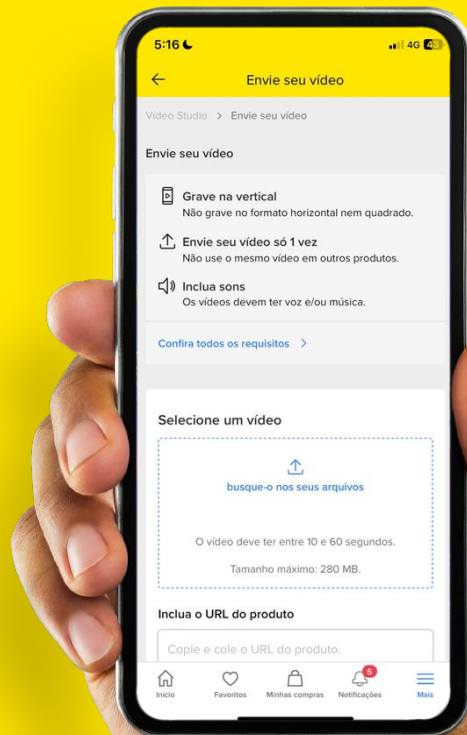 5:16
4G 43
Envie seu vídeo
Vídeo Studio > Envie seu vídeo
Envie seu vídeo
Grave na vertical
Não grave no formato horizontal nem quadrado.
Envie seu vídeo só 1 vez
Não use o mesmo vídeo em outros produtos.
Inclua sons
Os vídeos devem ter voz e/ou música.
Confira todos os requisitos >
Selecione um vídeo
busque-o nos seus arquivos
O vídeo deve ter entre 10 e 60 segundos.
Tamanho máximo: 280 MB.
Inclua o URL do produto
Copie e cole o URL do produto.
6
Início Favoritos Minhas compras Notificações Mais